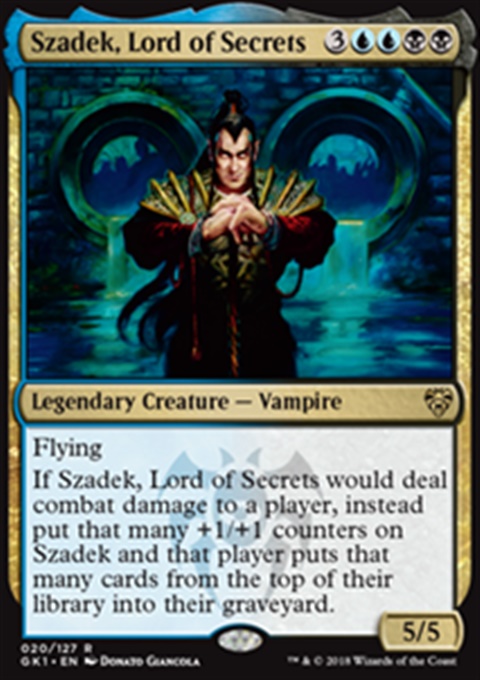 Szadek, Lord of Secrets 3
Legendary Creature — Vampire
Flying
If Szadek, Lord of Secrets would deal
combat damage to a player, instead
put that many +1/+1 counters on
Szadek and that player puts that
many cards from the top of their
library into their graveyard.
5/5
020/127 R
GK1 • EN Donato Giancola
™ & © 2018 Wizards of the Coast